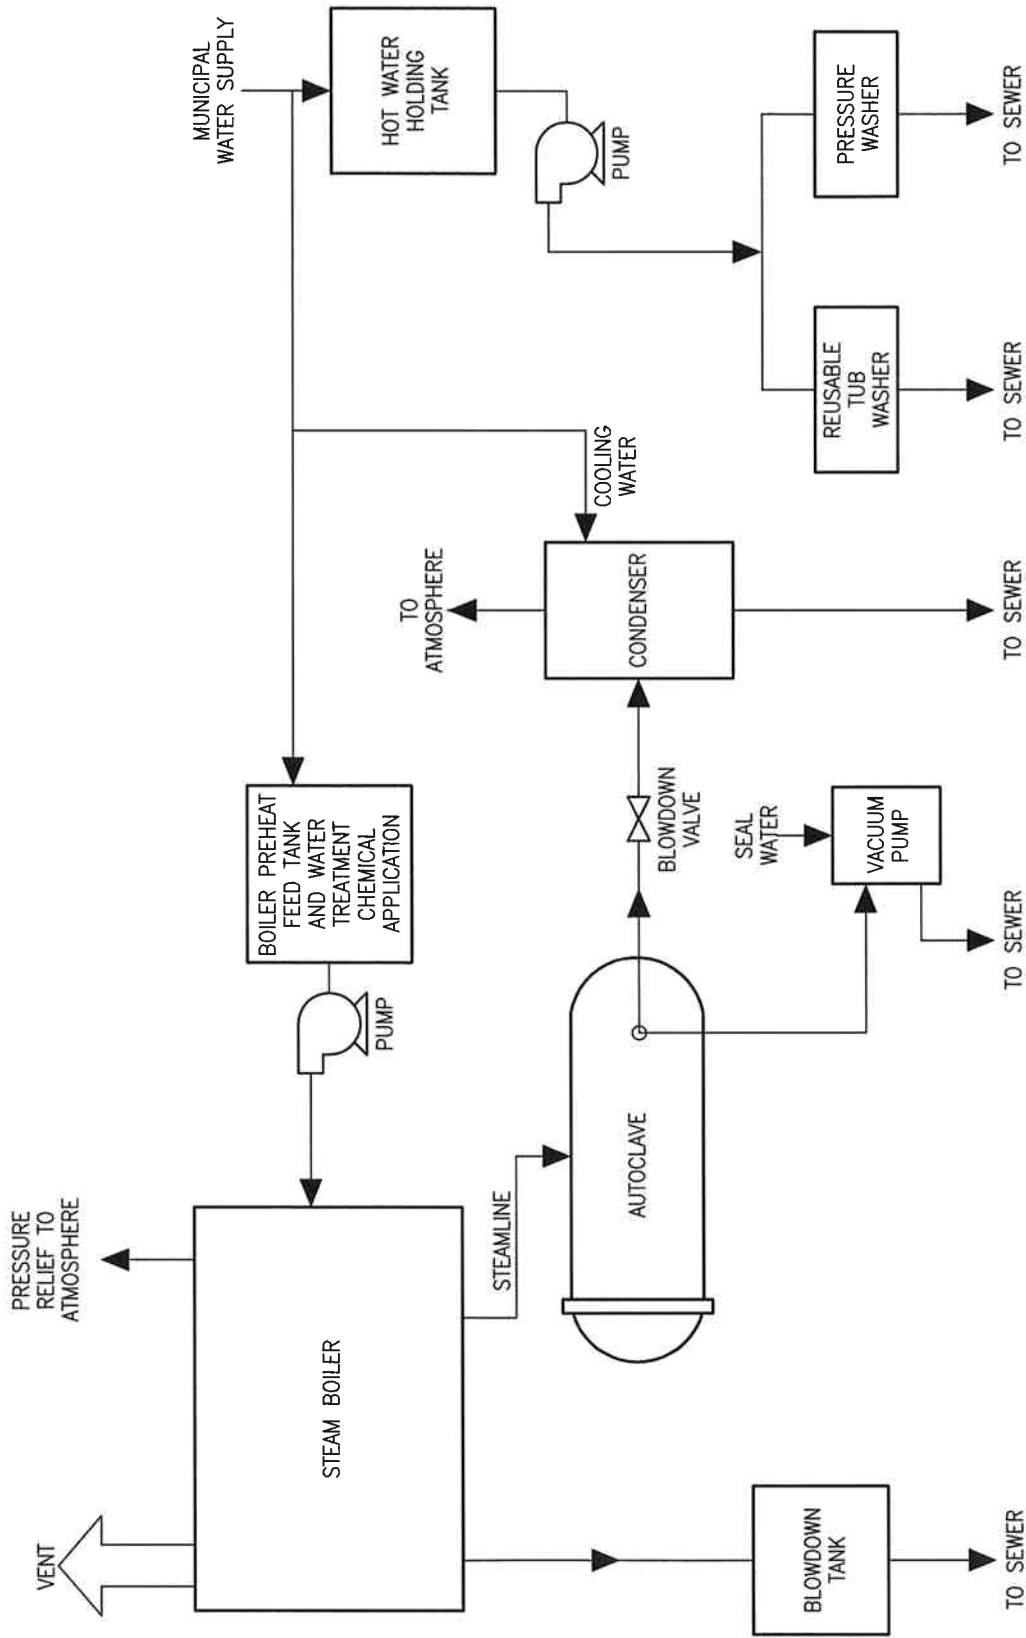 VENT
PRESSURE
RELIEF TO
ATMOSPHERE
MUNICIPAL
WATER SUPPLY
STEAM BOILER
PUMP
BOILER PREHEAT
FEED TANK
AND WATER
TREATMENT
CHEMICAL
APPLICATION
HOT WATER
HOLDING
TANK
TO
ATMOSPHERE
STEAMLINE
COOLING
WATER
PUMP
AUTOCLAVE
BLOWDOWN
VALVE
CONDENSER
SEAL
WATER
BLOWDOWN
TANK
VACUUM
PUMP
REUSABLE
TUB
WASHER
PRESSURE
WASHER
TO SEWER
TO SEWER
TO SEWER
TO SEWER
TO SEWER